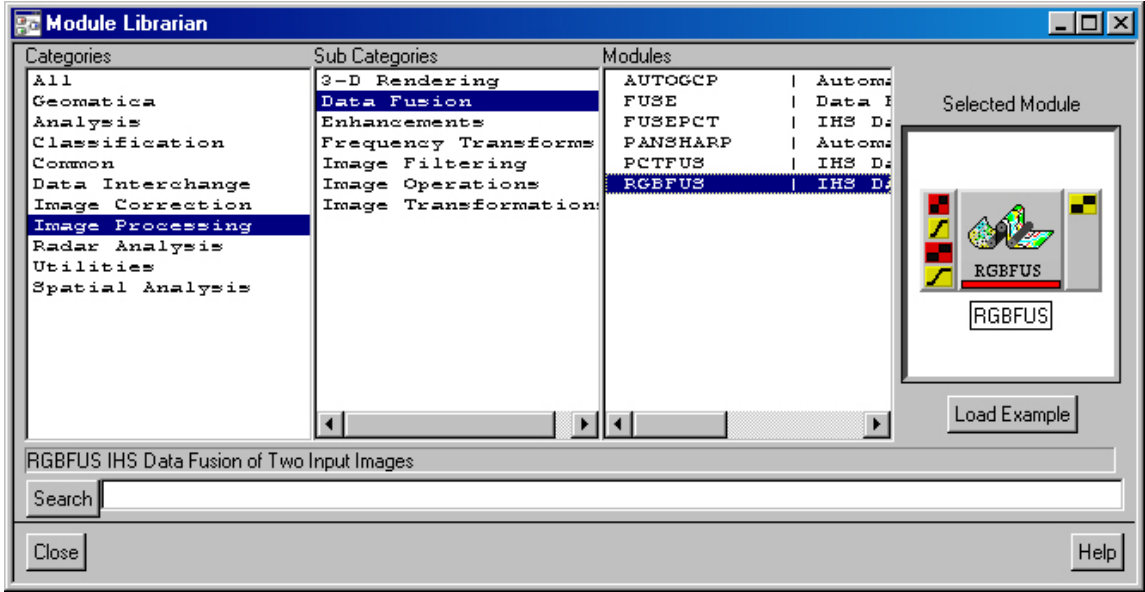 Module Librarian
Categories
All
Geomatica
Analysis
Classification
Common
Data Interchange
Image Correction
Image Processing
Radar Analysis
Utilities
Spatial Analysis
Sub Categories
3-D Rendering
Data Fusion
Enhancements
Frequency Transforms
Image Filtering
Image Operations
Image Transformation
Modules
AUTOGCP | Automa
FUSE | Data
FUSEPCT | IHS Da
PANSHARP | Automa
PCTFUS | IHS Da
RGBFUS | IHS Da
Selected Module
RGBFUS
RGBFUS
Load Example
RGBFUS IHS Data Fusion of Two Input Images
Search
Close
Help